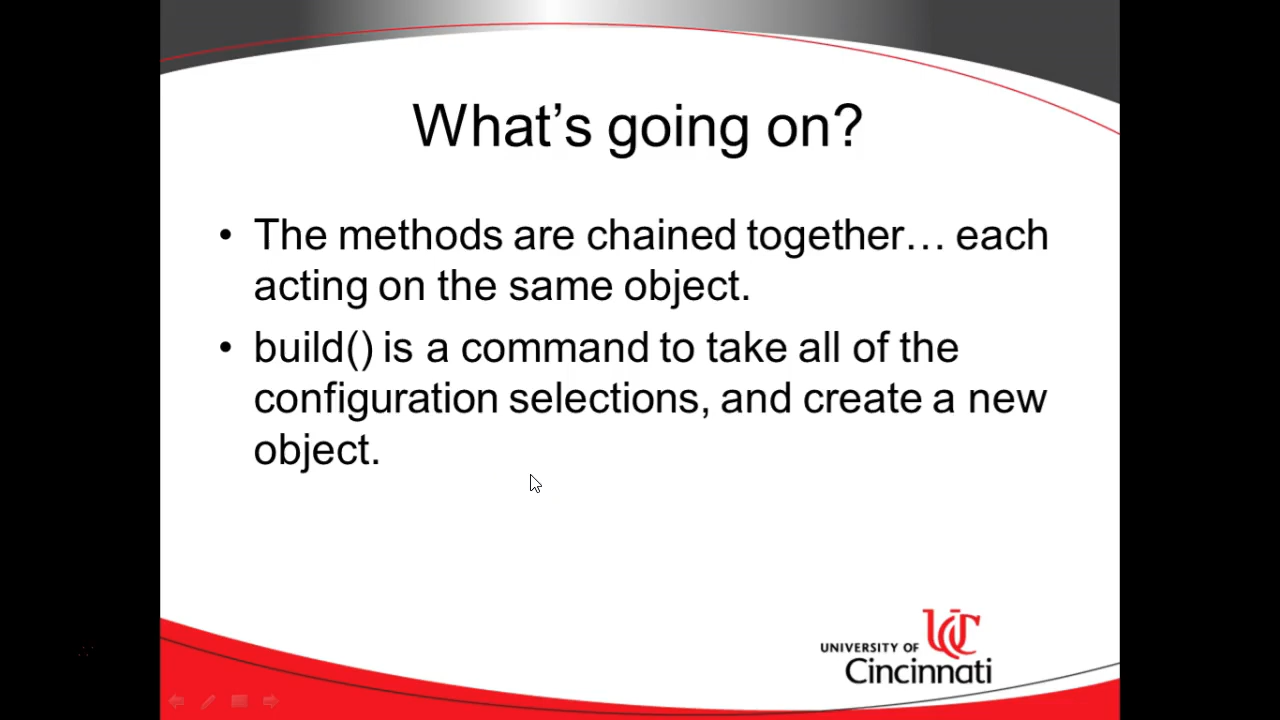 What’s going on?
• The methods are chained together… each
acting on the same object.
• build() is a command to take all of the
configuration selections, and create a new
object.
UC
UNIVERSITY OF
Cincinnati